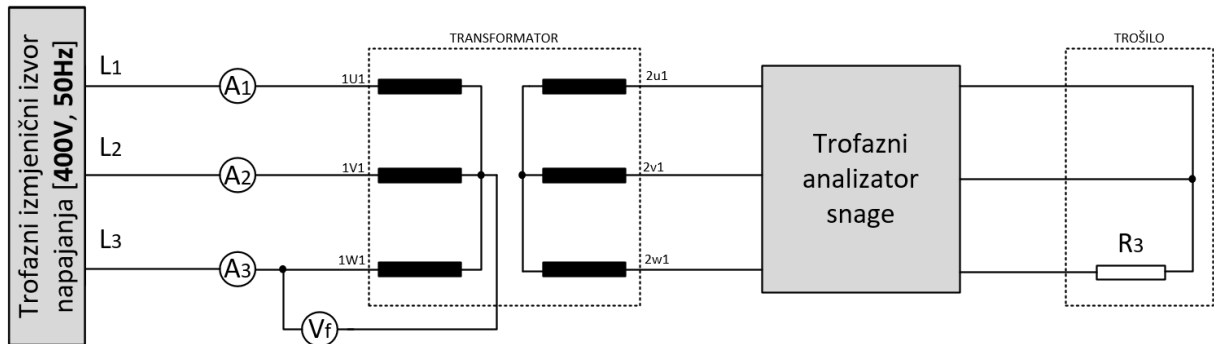 Trofazni izmjenični izvor
napajanja [400V, 50Hz]
L1
L2
L3
A1
A2
A3
Vf
TRANSFORMATOR
1U1
1V1
1W1
2u1
2v1
2w1
Trofazni
analizator
snage
TROŠILO
R3